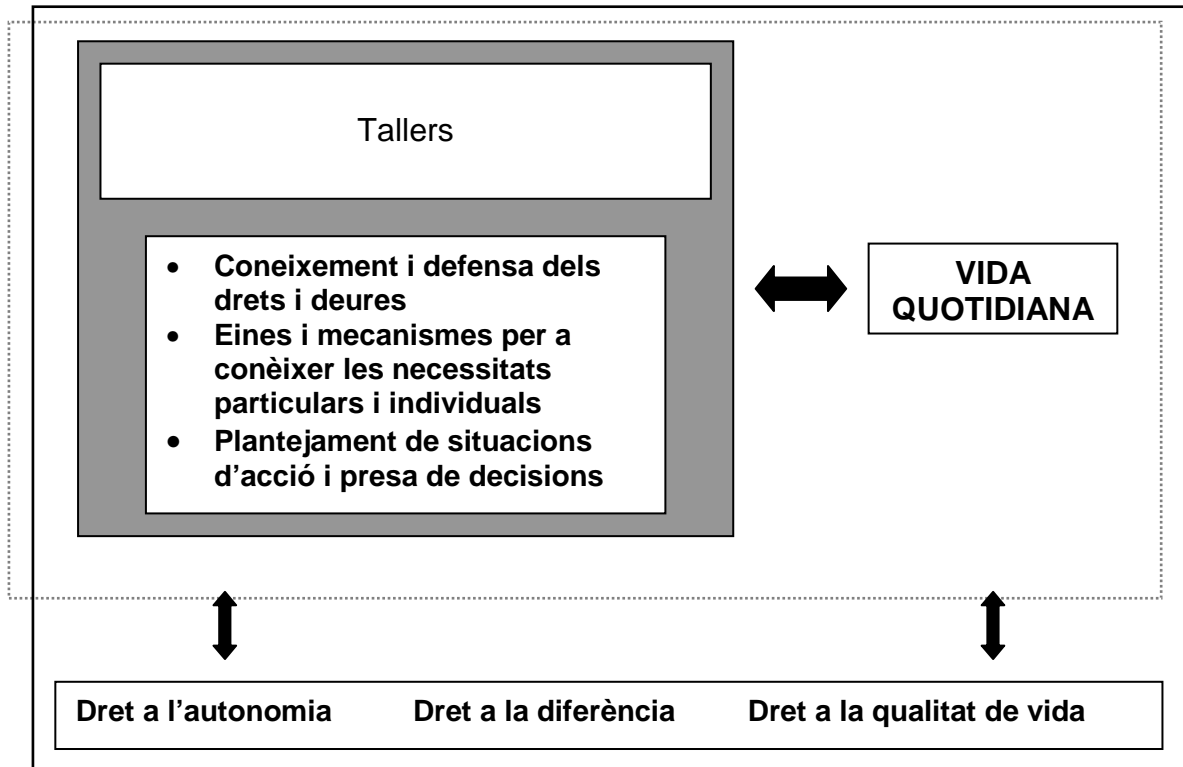 Tallers
• Coneixement i defensa dels
drets i deures
• Eines i mecanismes per a
conèixer les necessitats
particulars i individuals
• Plantejament de situacions
d’acció i presa de decisions
VIDA
QUOTIDIANA
Dret a l’autonomia Dret a la diferència Dret a la qualitat de vida